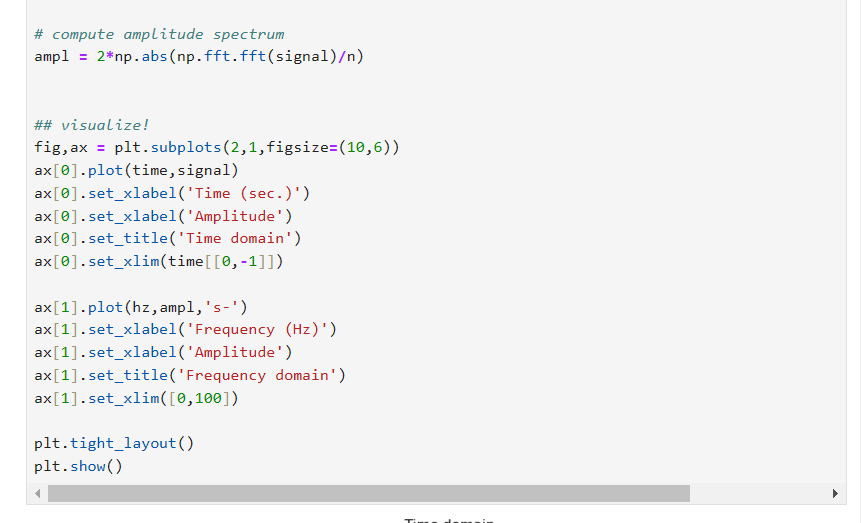 # compute amplitude spectrum
ampl = 2*np.abs(np.fft.fft(signal)/n)
## visualize!
fig,ax = plt.subplots(2,1,figsize=(10,6))
ax[0].plot(time,signal)
ax[0].set_xlabel('Time (sec.)')
ax[0].set_xlabel('Amplitude')
ax[0].set_title('Time domain')
ax[0].set_xlim(time[[0,-1]])
ax[1].plot(hz,ampl,'s-')
ax[1].set_xlabel('Frequency (Hz)')
ax[1].set_xlabel('Amplitude')
ax[1].set_title('Frequency domain')
ax[1].set_xlim([0,100])
plt.tight_layout()
plt.show()
Time domain